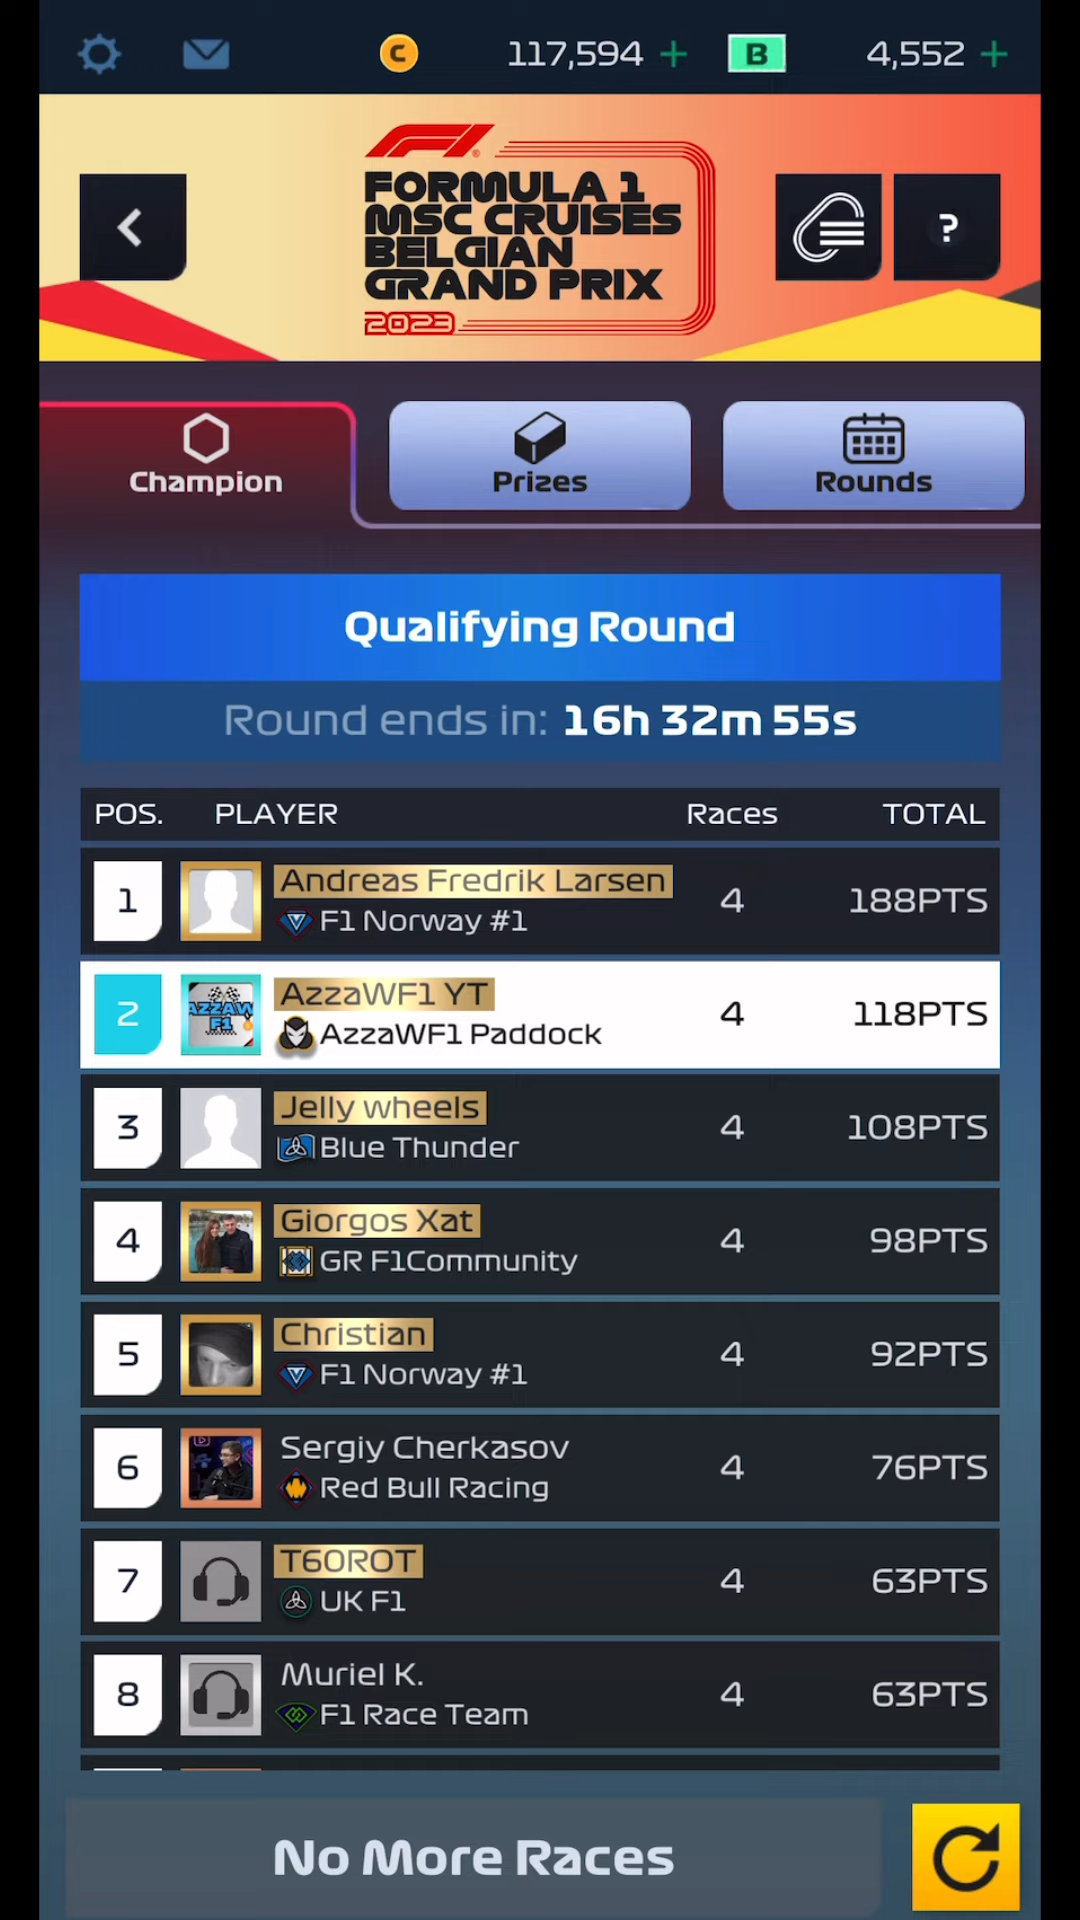 C 117,594 + B 4,552 +
F1
FORMULA 1
MSC CRUISES
BELGIAN
GRAND PRIX
2023
?
Champion Prizes Rounds
Qualifying Round
Round ends in: 16h 32m 55s
POS. PLAYER Races TOTAL
1 Andreas Fredrik Larsen 4 188PTS
F1 Norway #1
2 AzzaWF1 YT 4 118PTS
AZZAW
F1
AzzaWF1 Paddock
3 Jelly wheels 4 108PTS
Blue Thunder
4 Giorgos Xat 4 98PTS
GR F1Community
5 Christian 4 92PTS
F1 Norway #1
6 Sergiy Cherkasov 4 76PTS
Red Bull Racing
7 T60ROT 4 63PTS
UK F1
8 Muriel K. 4 63PTS
F1 Race Team
No More Races